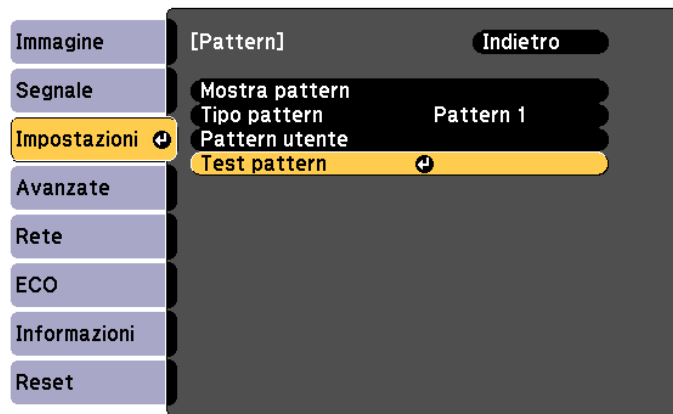 Immagine
Segnale
Impostazioni
Avanzate
Rete
ECO
Informazioni
Reset
[Pattern] Indietro
Mostra pattern
Tipo pattern Pattern 1
Pattern utente
Test pattern